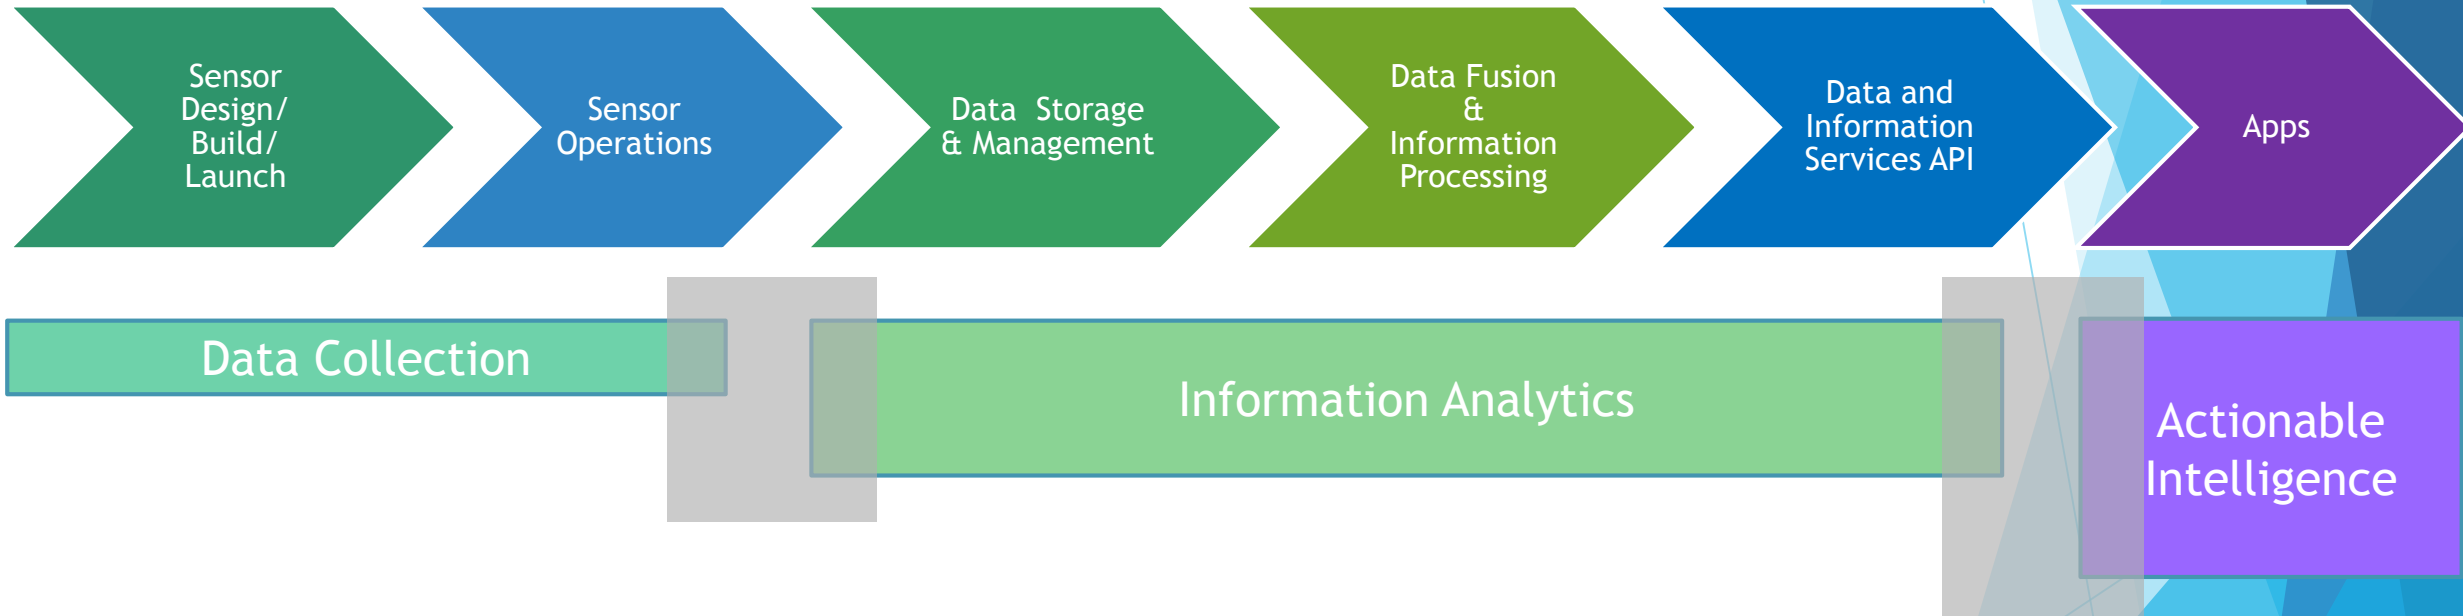 Sensor
Design/
Build/
Launch
Sensor
Operations
Data  Storage
& Management
Data Fusion
&
Information
Processing
Data and
Information
Services API
Apps
Data Collection
Information Analytics
Actionable
Intelligence